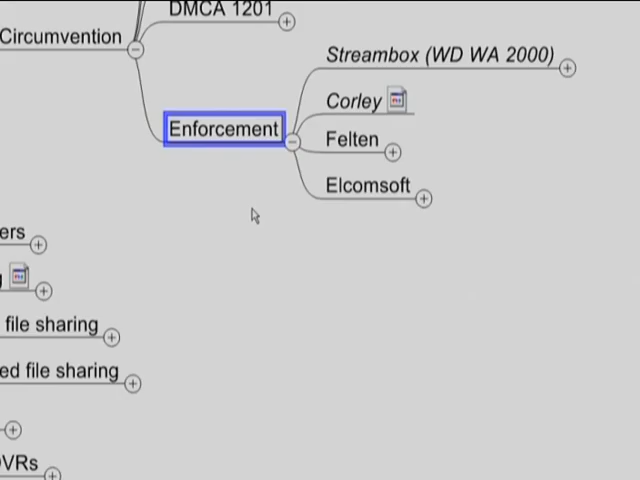 DMCA 1201
Circumvention
Streambox (WD WA 2000)
Corley
Enforcement
Felten
Elcomsoft
ers
file sharing
ed file sharing
VRs